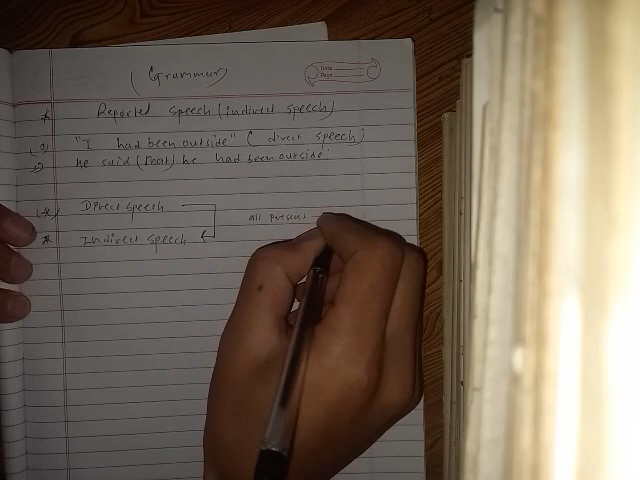 (Grammar)
Date
Page
* Reported speech (indirect speech)
"I had been outside" (direct speech)
he said (that) he had been outside.
Direct speech
* Indirect speech
all